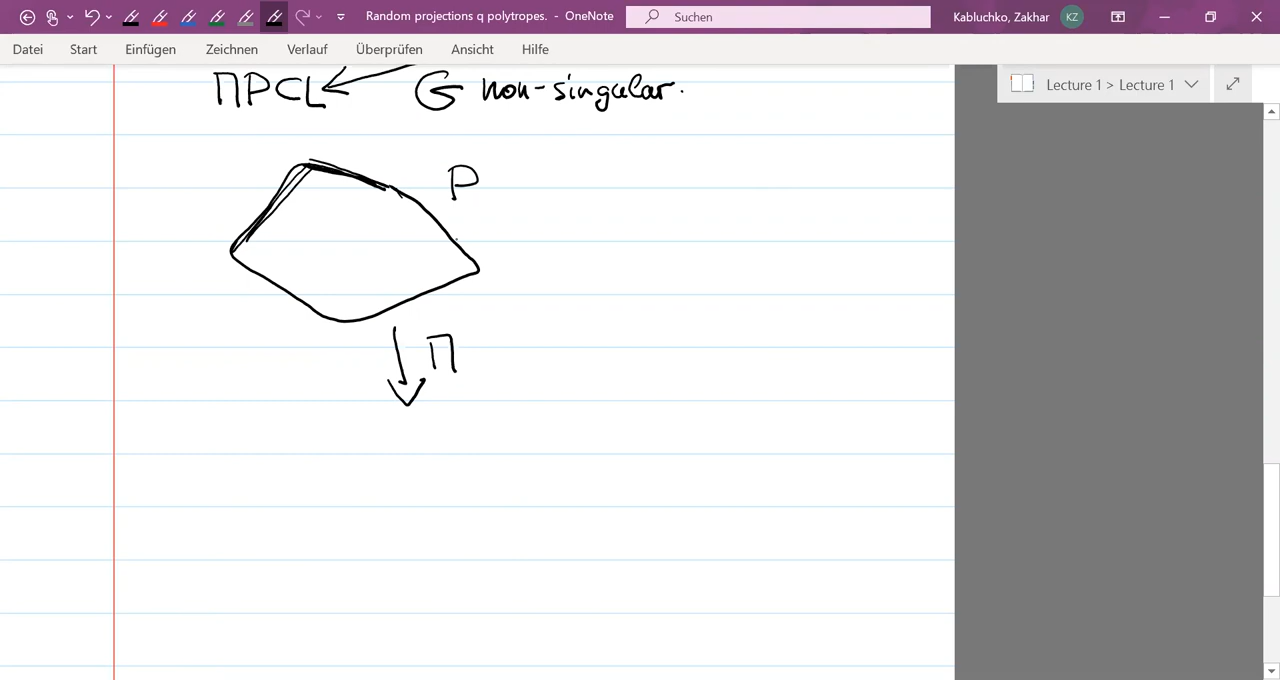 Random projections q polytropes. - OneNote
Suchen
Kabluchko, Zakhar
KZ
Datei Start Einfügen Zeichnen Verlauf Überprüfen Ansicht Hilfe
Lecture 1 > Lecture 1
ΠP⊂L G non-singular.
P
Π